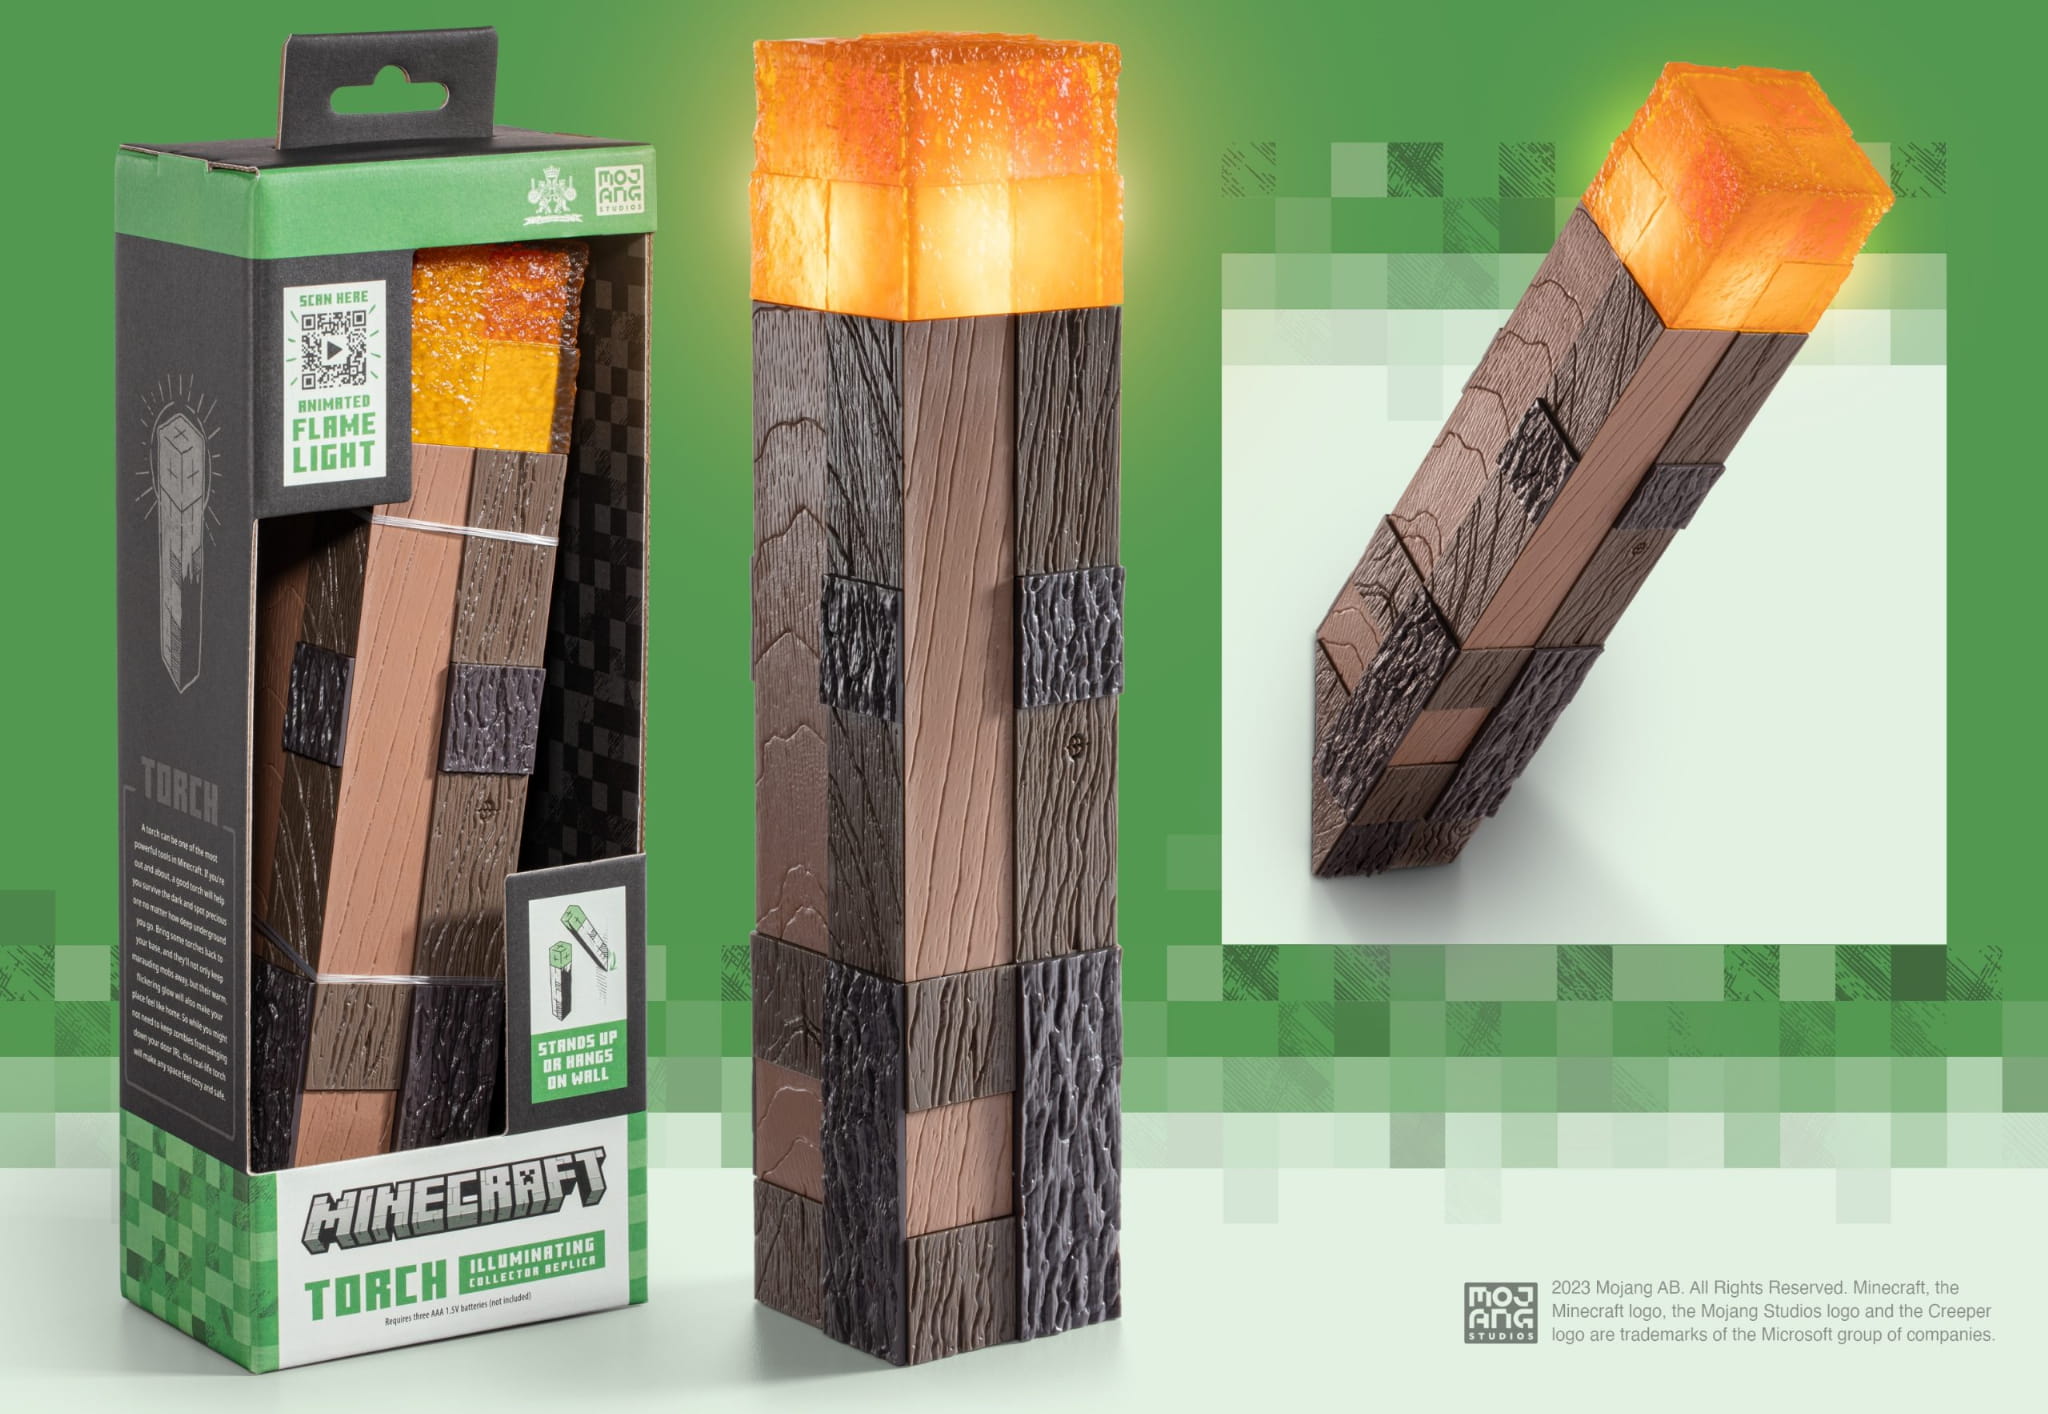 MOJ
ANG
STUDIOS
SCAN HERE
ANIMATED
FLAME
LIGHT
TORCH
A torch can be one of the most
powerful tools in Minecraft. If you're
out and about, a good torch will help
you survive the dark and spot precious
ore no matter how deep underground
you go. Bring some torches back to
your base, and they'll not only keep
marauding mobs away, but their warm,
flickering glow will also make your
place feel like home. So while you might
not need to keep zombies from banging
down your door IRL, this real-life torch
will make any space feel cozy and safe.
STANDS UP
OR HANGS
ON WALL
MINECRAFT
TORCH
ILLUMINATING
COLLECTOR REPLICA
Requires three AAA 1.5V batteries (not included)
MOJ
ANG
STUDIOS
2023 Mojang AB. All Rights Reserved. Minecraft, the
Minecraft logo, the Mojang Studios logo and the Creeper
logo are trademarks of the Microsoft group of companies.